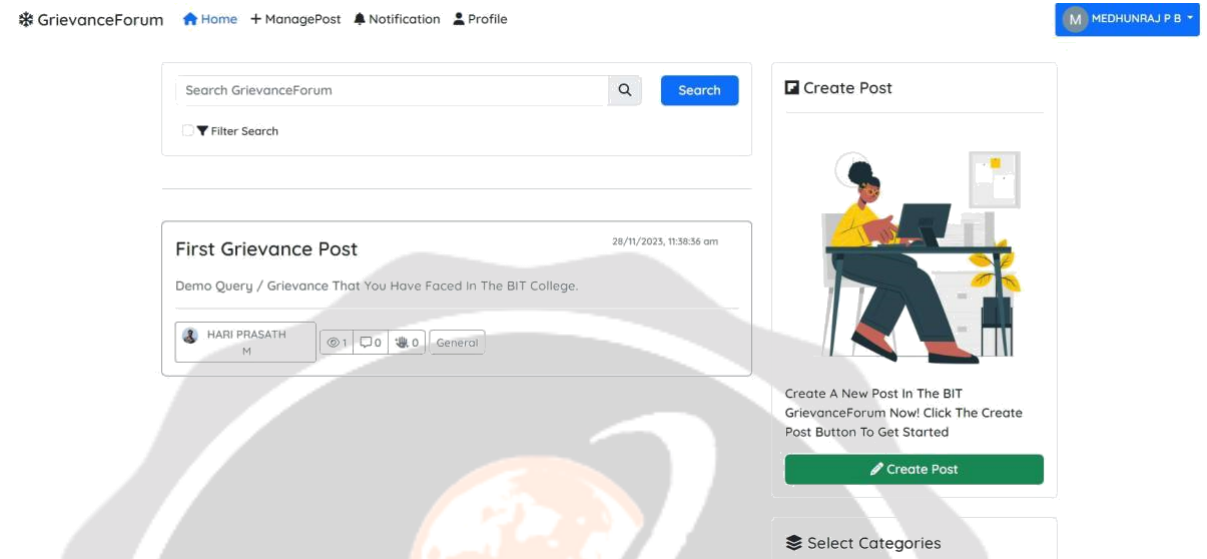 GrievanceForum Home ManagePost Notification Profile M MEDHUNRAJ P B
Search GrievanceForum Search
Filter Search
First Grievance Post 28/11/2023, 11:38:36 am
Demo Query / Grievance That You Have Faced In The BIT College.
HARI PRASATH
M
1 0 0 General
Create Post
Create A New Post In The BIT
GrievanceForum Now! Click The Create
Post Button To Get Started
Create Post
Select Categories